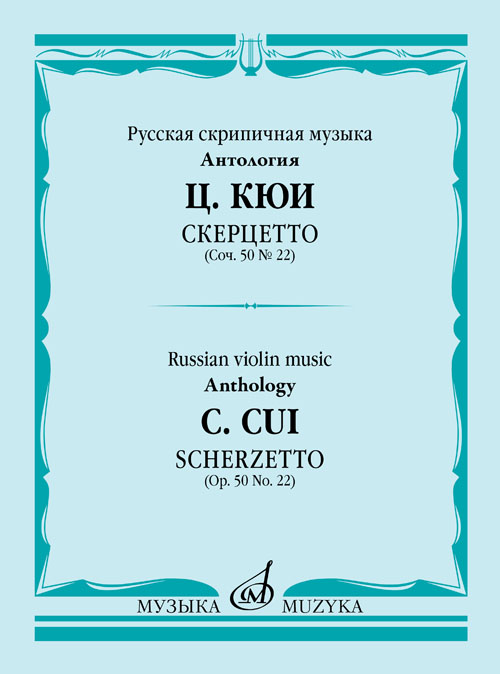 Русская скрипичная музыка
Антология
Ц. КЮИ
СКЕРЦЕТТО
(Соч. 50 № 22)
Russian violin music
Anthology
C. CUI
SCHERZETTO
(Op. 50 No. 22)
МУЗЫКА М MUZYKA